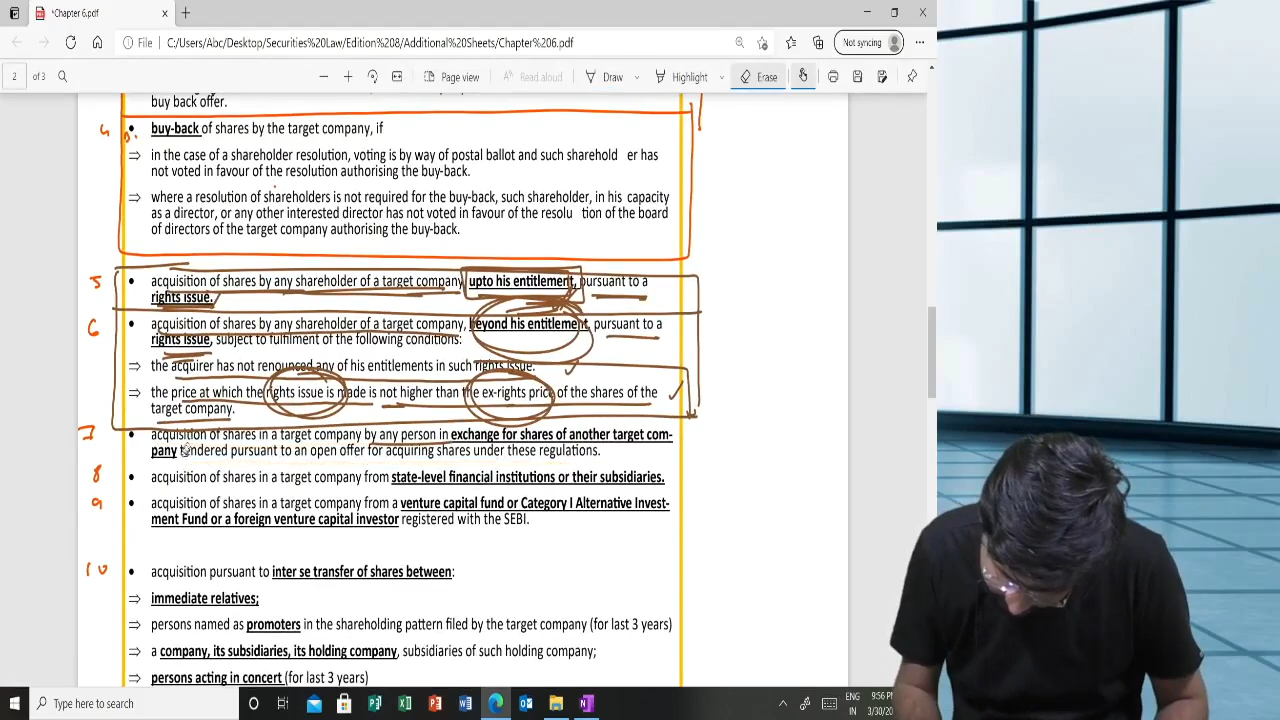 *Chapter 6.pdf
File
C:/Users/Abc/Desktop/Securities%20Law/Edition%208/Additional%20Sheets/Chapter%206.pdf
Not syncing
2 of 3
Page view
Read aloud
Draw
Highlight
Erase
buy back offer.
4
• buy-back of shares by the target company, if
⇒ in the case of a shareholder resolution, voting is by way of postal ballot and such sharehold er has
not voted in favour of the resolution authorising the buy-back.
⇒ where a resolution of shareholders is not required for the buy-back, such shareholder, in his capacity
as a director, or any other interested director has not voted in favour of the resolu tion of the board
of directors of the target company authorising the buy-back.
5
• acquisition of shares by any shareholder of a target company upto his entitlement, pursuant to a
rights issue.
6
• acquisition of shares by any shareholder of a target company, beyond his entitlement, pursuant to a
rights issue, subject to fulfilment of the following conditions:
⇒ the acquirer has not renounced any of his entitlements in such rights issue.
⇒ the price at which the rights issue is made is not higher than the ex-rights price of the shares of the
target company.
7
• acquisition of shares in a target company by any person in exchange for shares of another target com-
pany tendered pursuant to an open offer for acquiring shares under these regulations.
8
• acquisition of shares in a target company from state-level financial institutions or their subsidiaries.
9
• acquisition of shares in a target company from a venture capital fund or Category I Alternative Invest-
ment Fund or a foreign venture capital investor registered with the SEBI.
10
• acquisition pursuant to inter se transfer of shares between:
⇒ immediate relatives;
⇒ persons named as promoters in the shareholding pattern filed by the target company (for last 3 years)
⇒ a company, its subsidiaries, its holding company, subsidiaries of such holding company;
⇒ persons acting in concert (for last 3 years)
Type here to search
ENG
IN
9:56 PM